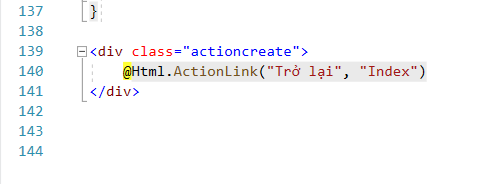 137 }
138
139 <div class="actioncreate">
140 @Html.ActionLink("Trở lại", "Index")
141 </div>
142
143
144